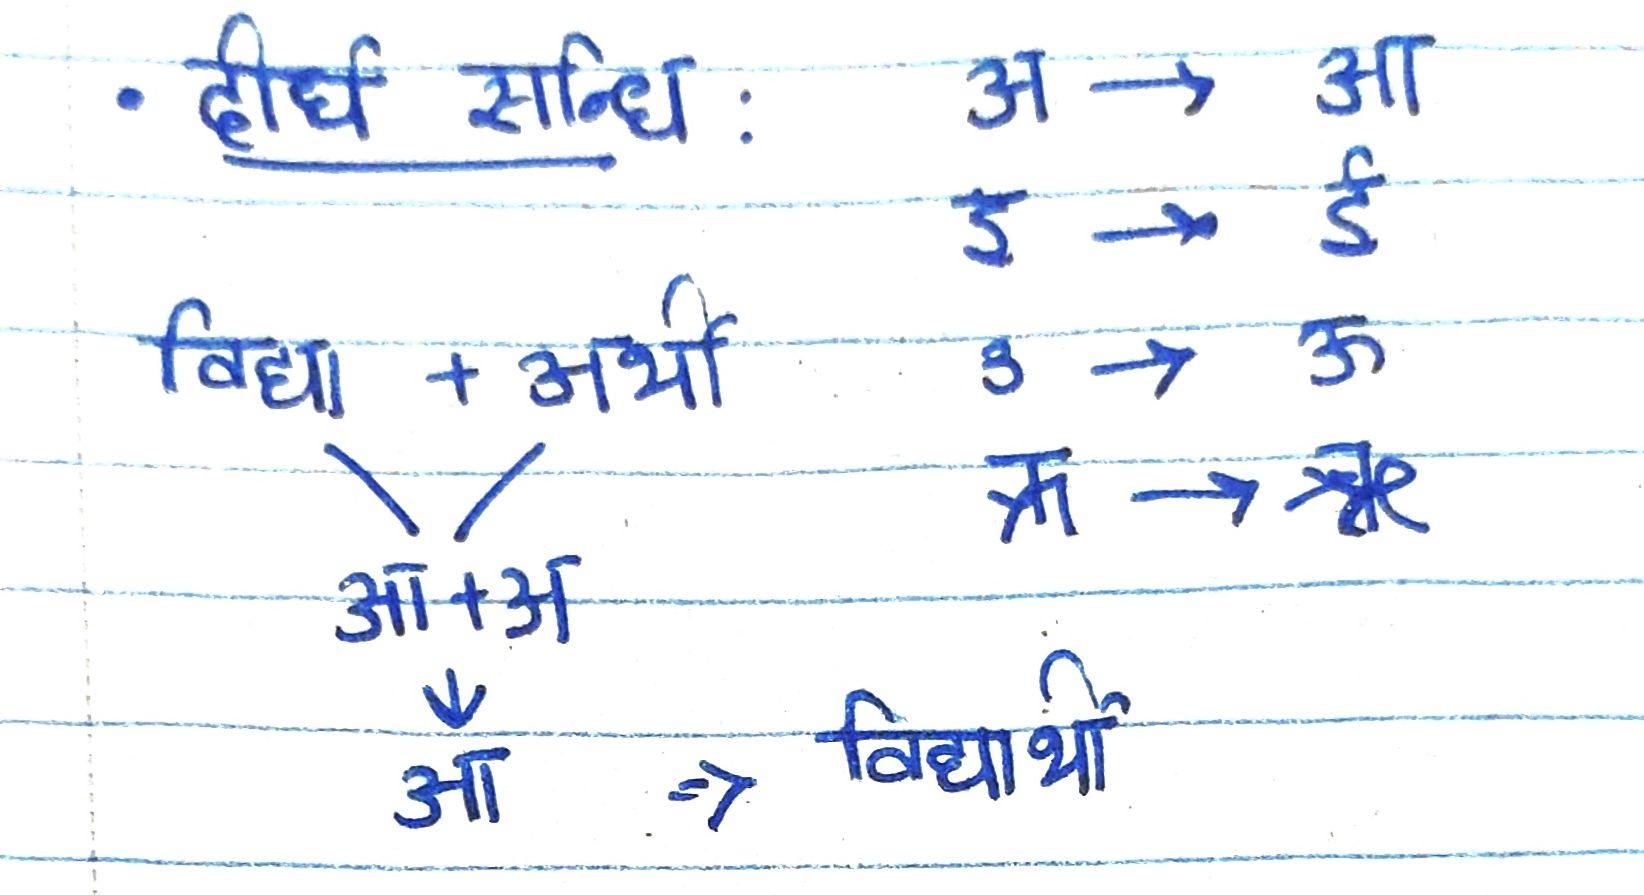 • दीर्घ सन्धि : अ → आ
इ → ई
विद्या + अर्थी उ → ऊ
ऋ → ॠ
आ + अ
↓
आ ⇒ विद्यार्थी